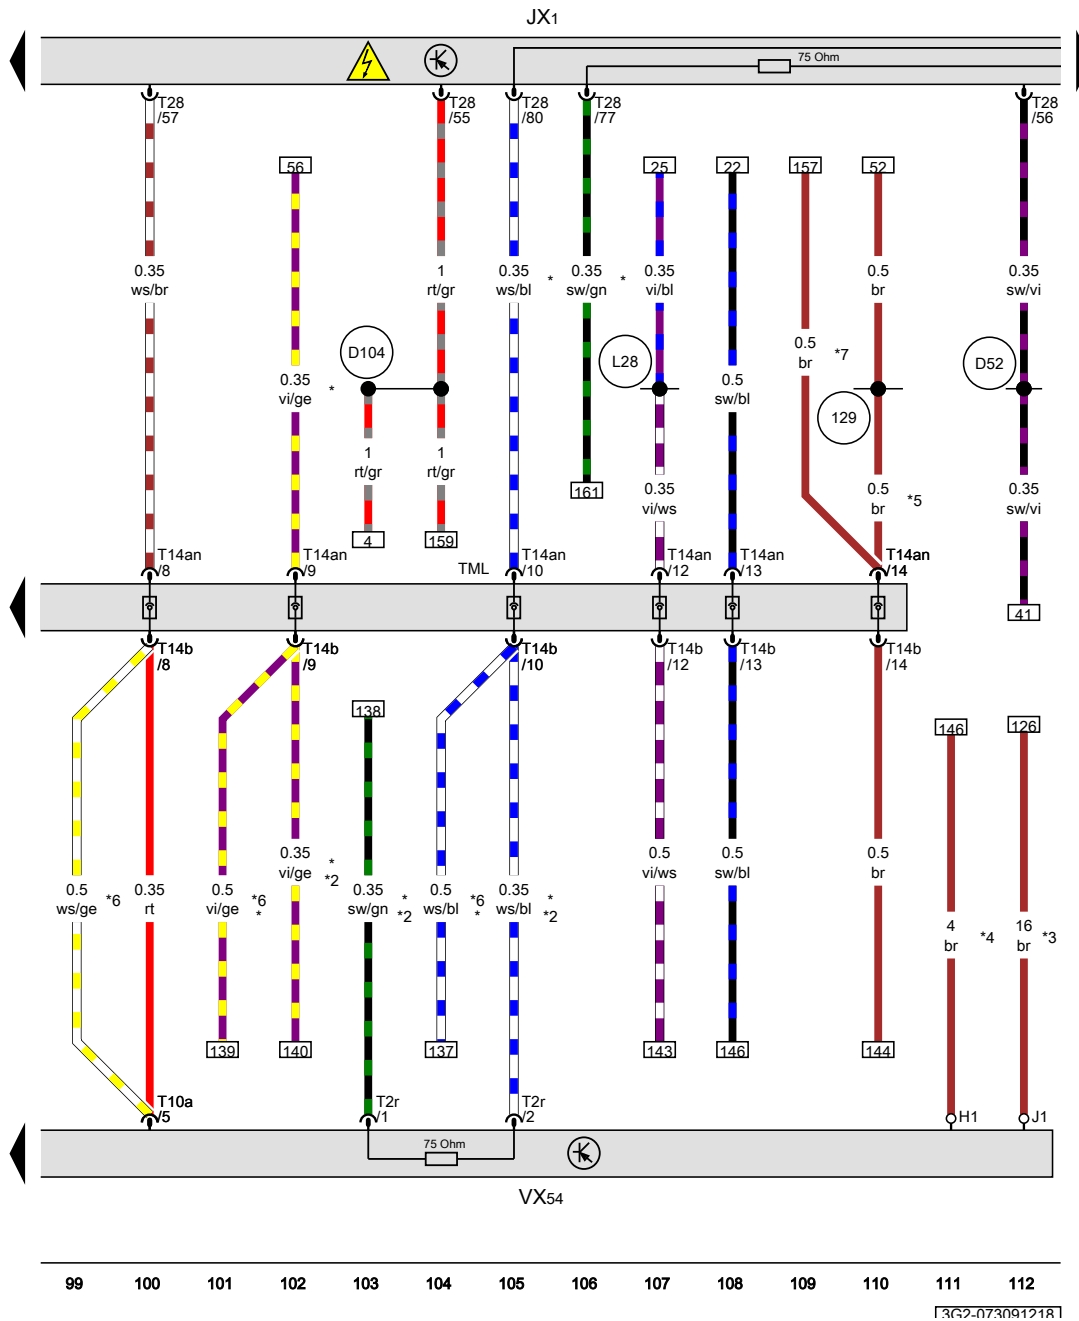 JX1
75 Ohm
T28 /57
T28 /55
T28 /80
T28 /77
T28 /56
56
25
22
157
52
0.35 ws/br
1 rt/gr
0.35 ws/bl *
0.35 sw/gn *
0.35 vi/bl
0.5 br
0.35 sw/vi
D104
L28
D52
0.35 vi/ge *
0.5 sw/bl
0.5 br *7
129
1 rt/gr
1 rt/gr
0.35 vi/ws
0.5 br *5
0.35 sw/vi
161
4
159
T14an /8
T14an /9
TML
T14an /10
T14an /12
T14an /13
T14an /14
41
T14b /8
T14b /9
T14b /10
T14b /12
T14b /13
T14b /14
138
146
126
0.35 vi/ge * *2
0.5 vi/ws
0.5 sw/bl
0.5 br
0.5 ws/ge *6
0.35 rt
0.5 vi/ge *6 *
0.35 sw/gn * *2
0.5 ws/bl *6 *
0.35 ws/bl * *2
4 br *4
16 br *3
139
140
137
143
146
144
T10a /5
T2r /1
T2r /2
H1
J1
75 Ohm
VX54
99 100 101 102 103 104 105 106 107 108 109 110 111 112
3G2-073091218